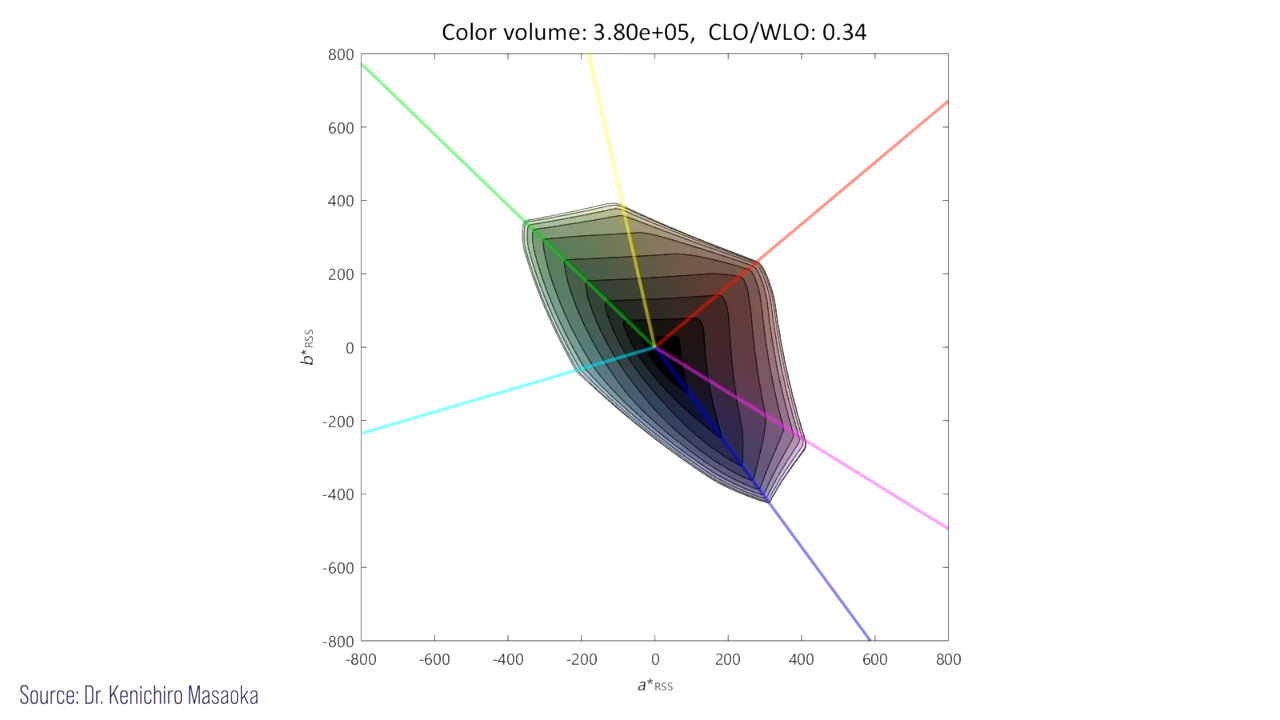 Color volume: 3.80e+05,  CLO/WLO: 0.34
800
600
400
200
0
-200
-400
-600
-800
b*RSS
-800 -600 -400 -200 0 200 400 600 800
a*RSS
Source: Dr. Kenichiro Masaoka